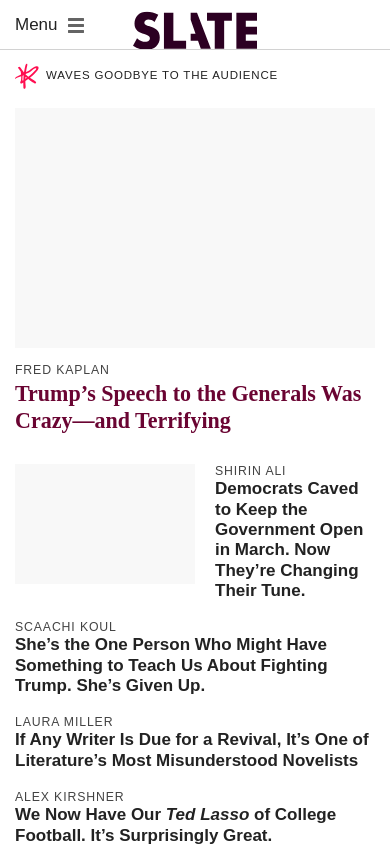 Menu
SLATE
WAVES GOODBYE TO THE AUDIENCE
FRED KAPLAN
Trump’s Speech to the Generals Was
Crazy—and Terrifying
SHIRIN ALI
Democrats Caved
to Keep the
Government Open
in March. Now
They’re Changing
Their Tune.
SCAACHI KOUL
She’s the One Person Who Might Have
Something to Teach Us About Fighting
Trump. She’s Given Up.
LAURA MILLER
If Any Writer Is Due for a Revival, It’s One of
Literature’s Most Misunderstood Novelists
ALEX KIRSHNER
We Now Have Our Ted Lasso of College
Football. It’s Surprisingly Great.